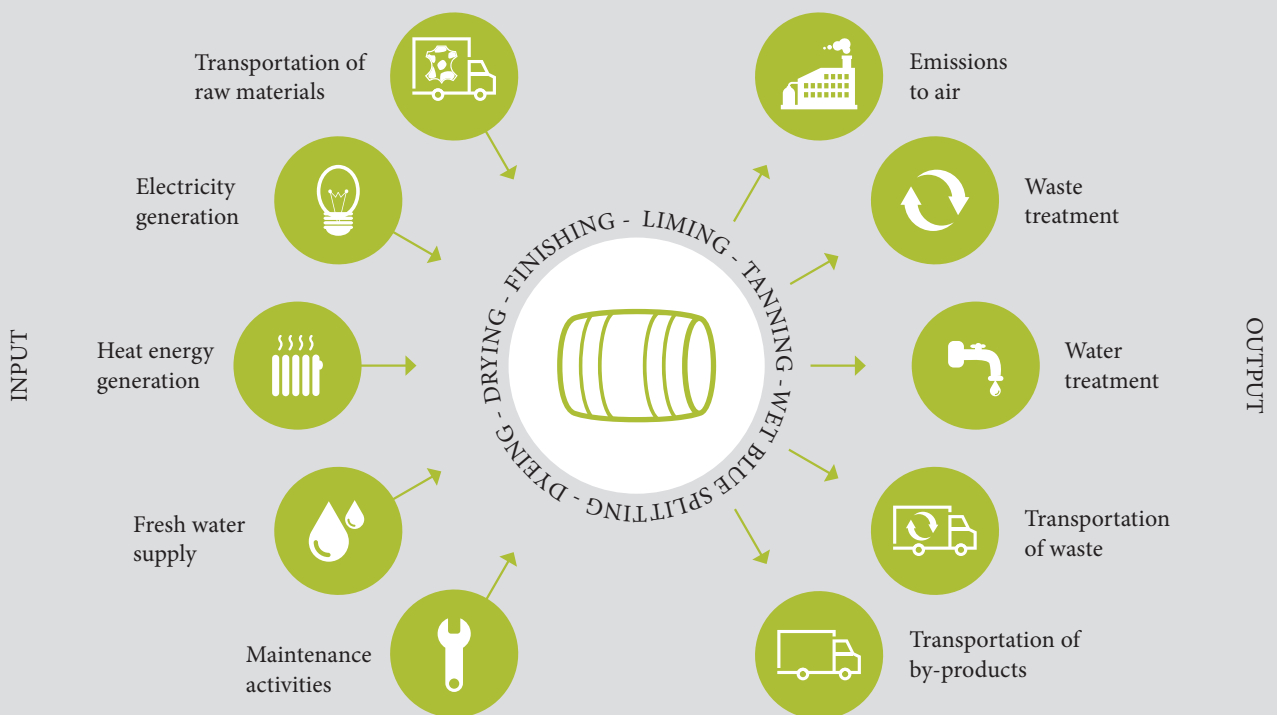 INPUT
Transportation of
raw materials
Electricity
generation
Heat energy
generation
Fresh water
supply
Maintenance
activities
LIMING - TANNING - WET BLUE SPLITTING - DYEING - DRYING - FINISHING -
Emissions
to air
Waste
treatment
Water
treatment
Transportation
of waste
Transportation of
by-products
OUTPUT